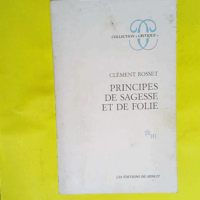 COLLECTION « CRITIQUE »
CLÉMENT ROSSET
PRINCIPES
DE SAGESSE
ET DE FOLIE
m
LES ÉDITIONS DE MINUIT